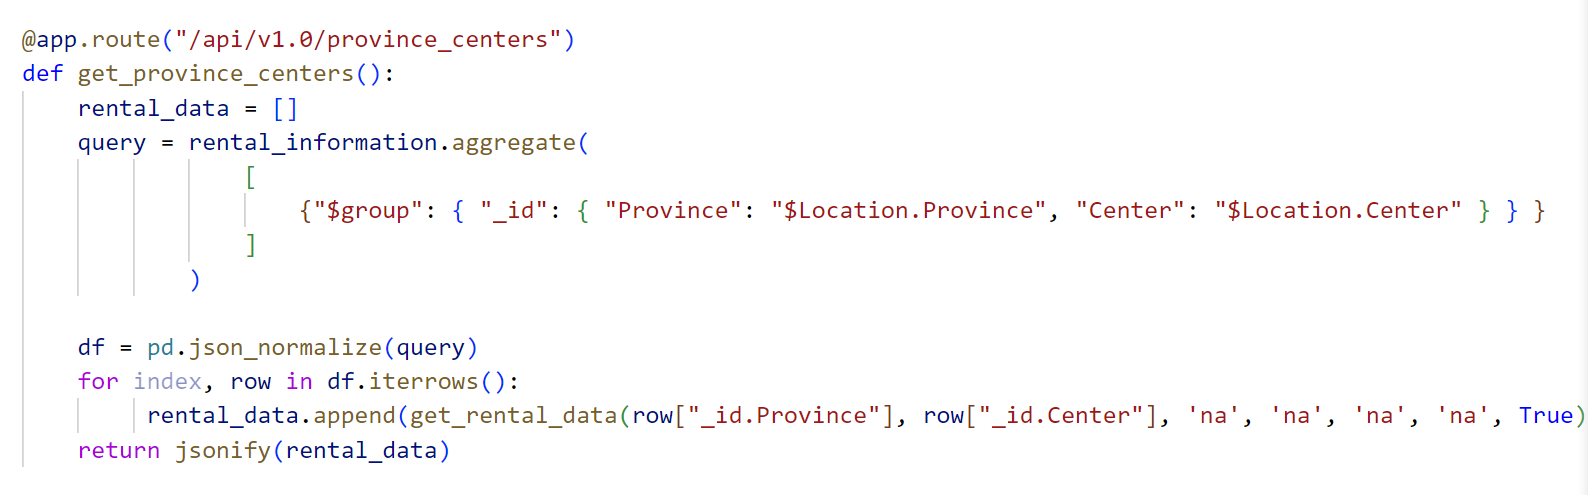 @app.route("/api/v1.0/province_centers")
def get_province_centers():
    rental_data = []
    query = rental_information.aggregate(
                [
                    {"$group": { "_id": { "Province": "$Location.Province", "Center": "$Location.Center" } } }
                ]
            )
    df = pd.json_normalize(query)
    for index, row in df.iterrows():
         rental_data.append(get_rental_data(row["_id.Province"], row["_id.Center"], 'na', 'na', 'na', 'na', True)
    return jsonify(rental_data)